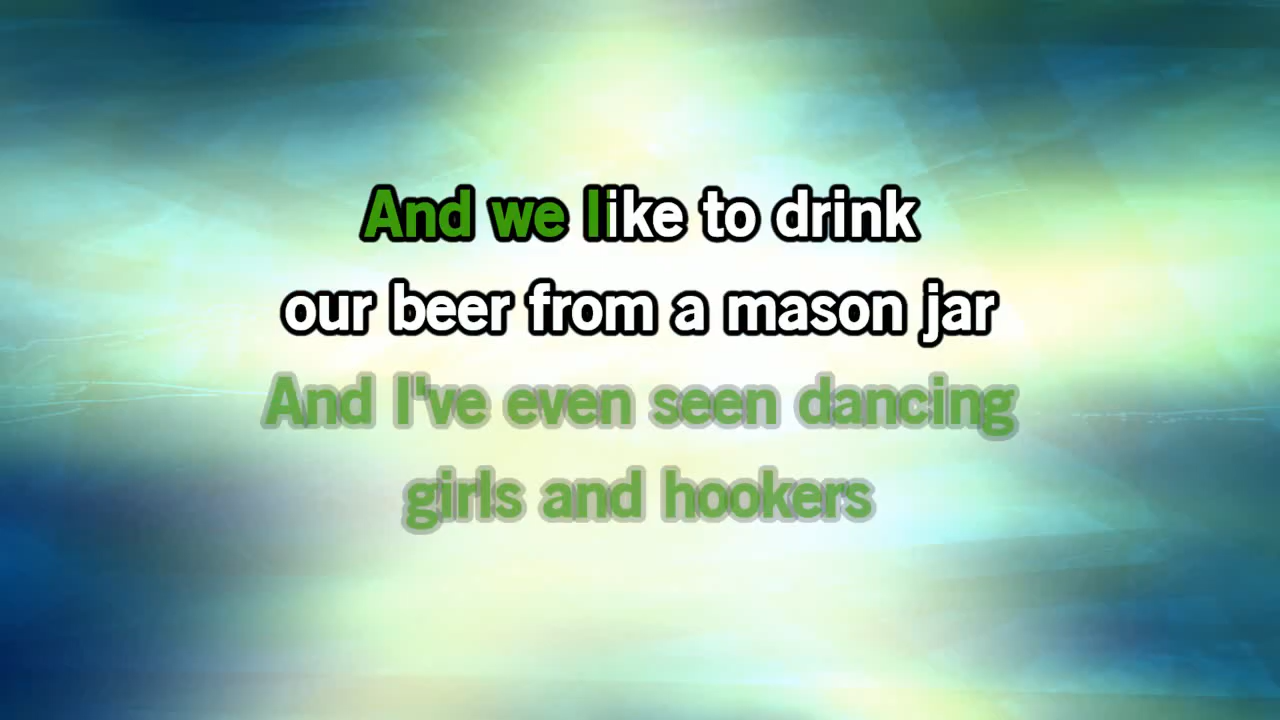 And we like to drink
our beer from a mason jar
And I've even seen dancing
girls and hookers